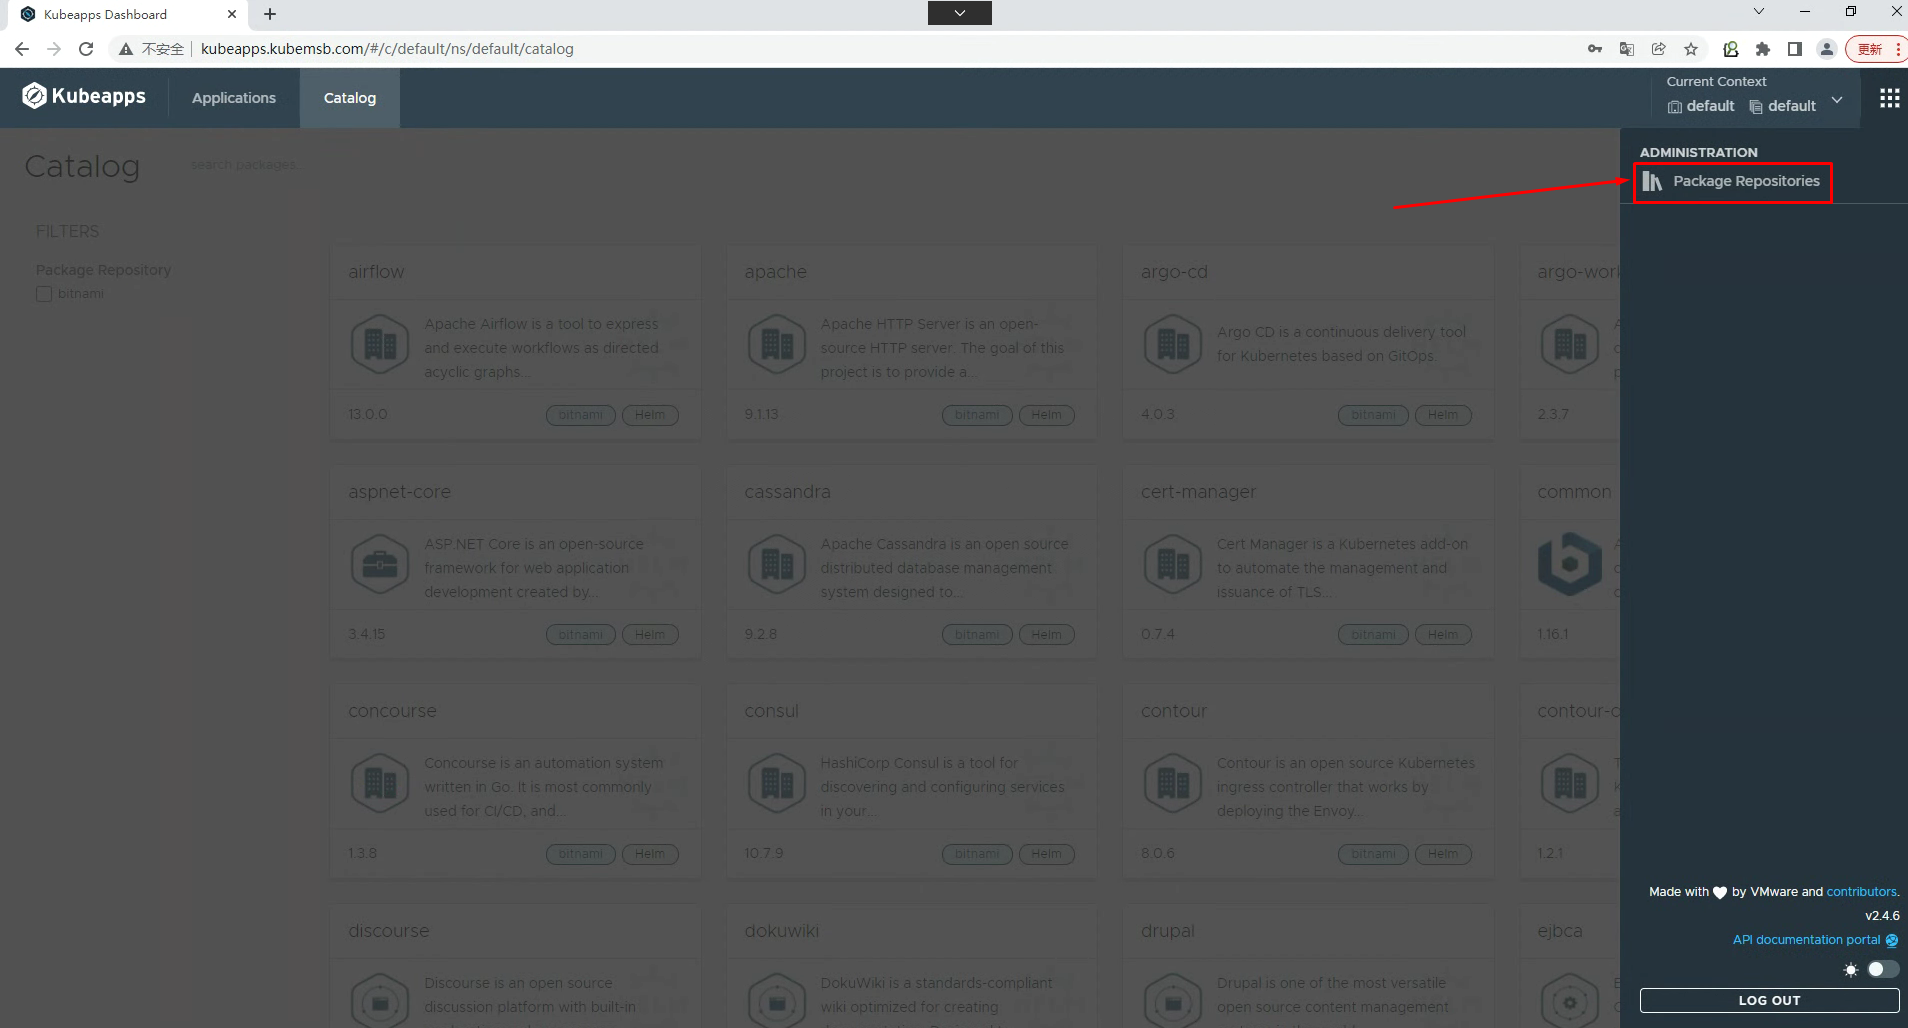 Kubeapps Dashboard
不安全
kubeapps.kubemsb.com/#/c/default/ns/default/catalog
更新
Kubeapps
Applications
Catalog
Current Context
default
default
Catalog
search packages...
ADMINISTRATION
Package Repositories
FILTERS
Package Repository
bitnami
airflow
Apache Airflow is a tool to express
and execute workflows as directed
acyclic graphs...
13.0.0
bitnami
Helm
apache
Apache HTTP Server is an open-
source HTTP server. The goal of this
project is to provide a...
9.1.13
bitnami
Helm
argo-cd
Argo CD is a continuous delivery tool
for Kubernetes based on GitOps.
4.0.3
bitnami
Helm
argo-work
2.3.7
aspnet-core
ASP.NET Core is an open-source
framework for web application
development created by...
3.4.15
bitnami
Helm
cassandra
Apache Cassandra is an open source
distributed database management
system designed to...
9.2.8
bitnami
Helm
cert-manager
Cert Manager is a Kubernetes add-on
to automate the management and
issuance of TLS...
0.7.4
bitnami
Helm
common
1.16.1
concourse
Concourse is an automation system
written in Go. It is most commonly
used for CI/CD, and...
1.3.8
bitnami
Helm
consul
HashiCorp Consul is a tool for
discovering and configuring services
in your...
10.7.9
bitnami
Helm
contour
Contour is an open source Kubernetes
ingress controller that works by
deploying the Envoy...
8.0.6
bitnami
Helm
contour-o
1.2.1
discourse
Discourse is an open source
discussion platform with built-in
dokuwiki
DokuWiki is a standards-compliant
wiki optimized for creating
drupal
Drupal is one of the most versatile
open source content management
ejbca
Made with by VMware and contributors.
v2.4.6
API documentation portal
LOG OUT